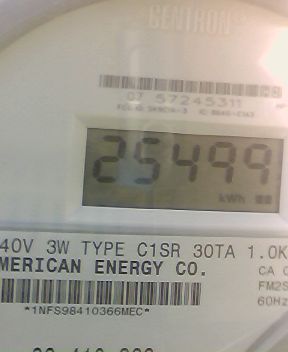 CENTRON
07 57245311
25499
kWh
40V 3W TYPE C1SR 30TA 1.0K
MERICAN ENERGY CO.
CA 0
FM2S
60Hz
*1NFS98410366MEC*